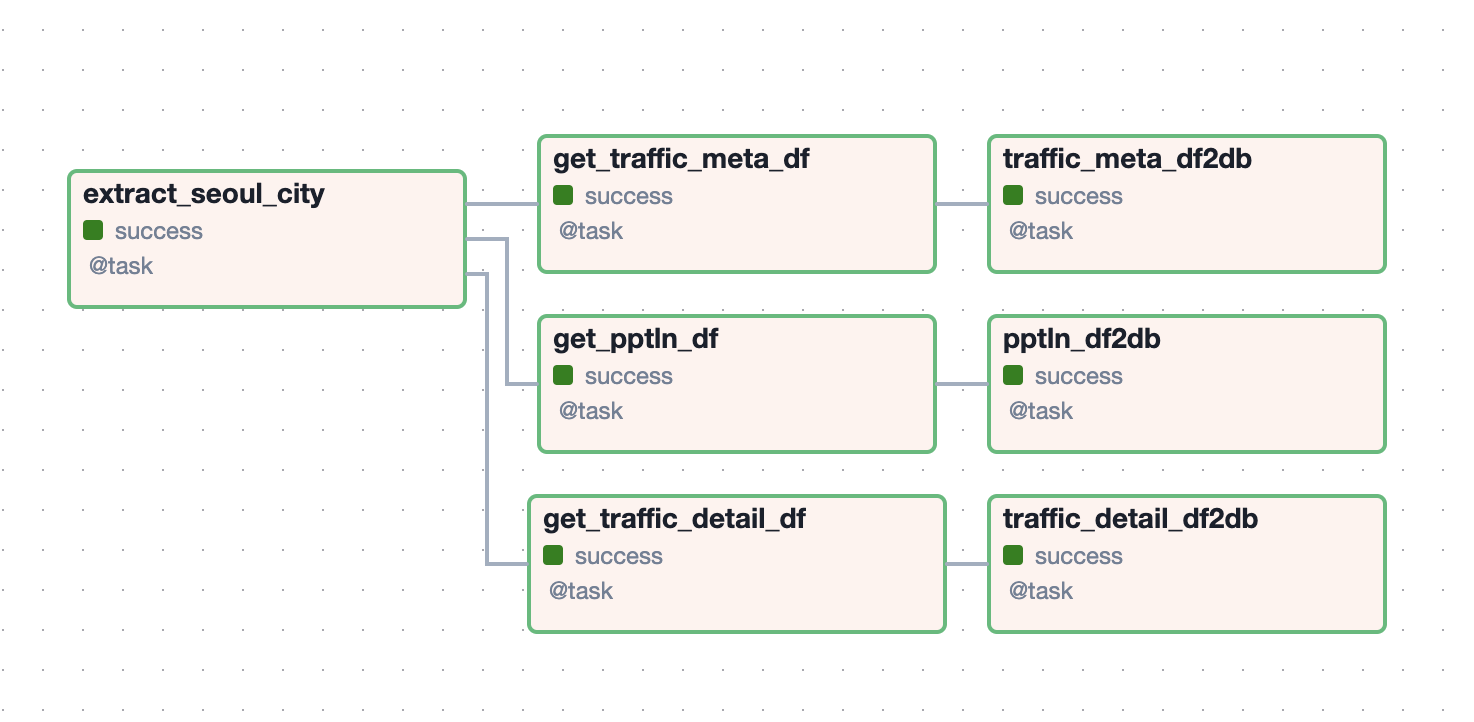 extract_seoul_city
success
@task
get_traffic_meta_df
success
@task
traffic_meta_df2db
success
@task
get_pptln_df
success
@task
pptln_df2db
success
@task
get_traffic_detail_df
success
@task
traffic_detail_df2db
success
@task